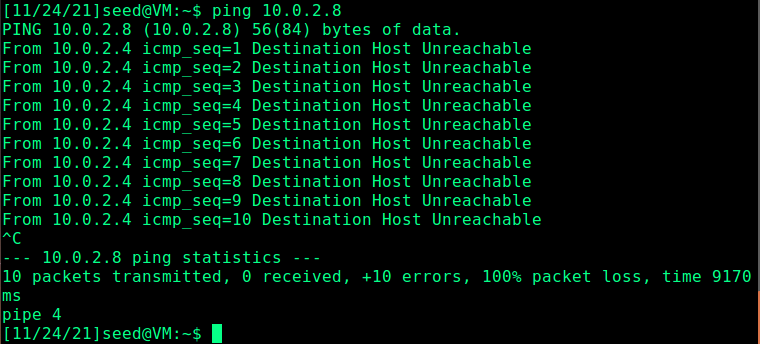 [11/24/21]seed@VM:~$ ping 10.0.2.8
PING 10.0.2.8 (10.0.2.8) 56(84) bytes of data.
From 10.0.2.4 icmp_seq=1 Destination Host Unreachable
From 10.0.2.4 icmp_seq=2 Destination Host Unreachable
From 10.0.2.4 icmp_seq=3 Destination Host Unreachable
From 10.0.2.4 icmp_seq=4 Destination Host Unreachable
From 10.0.2.4 icmp_seq=5 Destination Host Unreachable
From 10.0.2.4 icmp_seq=6 Destination Host Unreachable
From 10.0.2.4 icmp_seq=7 Destination Host Unreachable
From 10.0.2.4 icmp_seq=8 Destination Host Unreachable
From 10.0.2.4 icmp_seq=9 Destination Host Unreachable
From 10.0.2.4 icmp_seq=10 Destination Host Unreachable
^C
--- 10.0.2.8 ping statistics ---
10 packets transmitted, 0 received, +10 errors, 100% packet loss, time 9170
ms
pipe 4
[11/24/21]seed@VM:~$